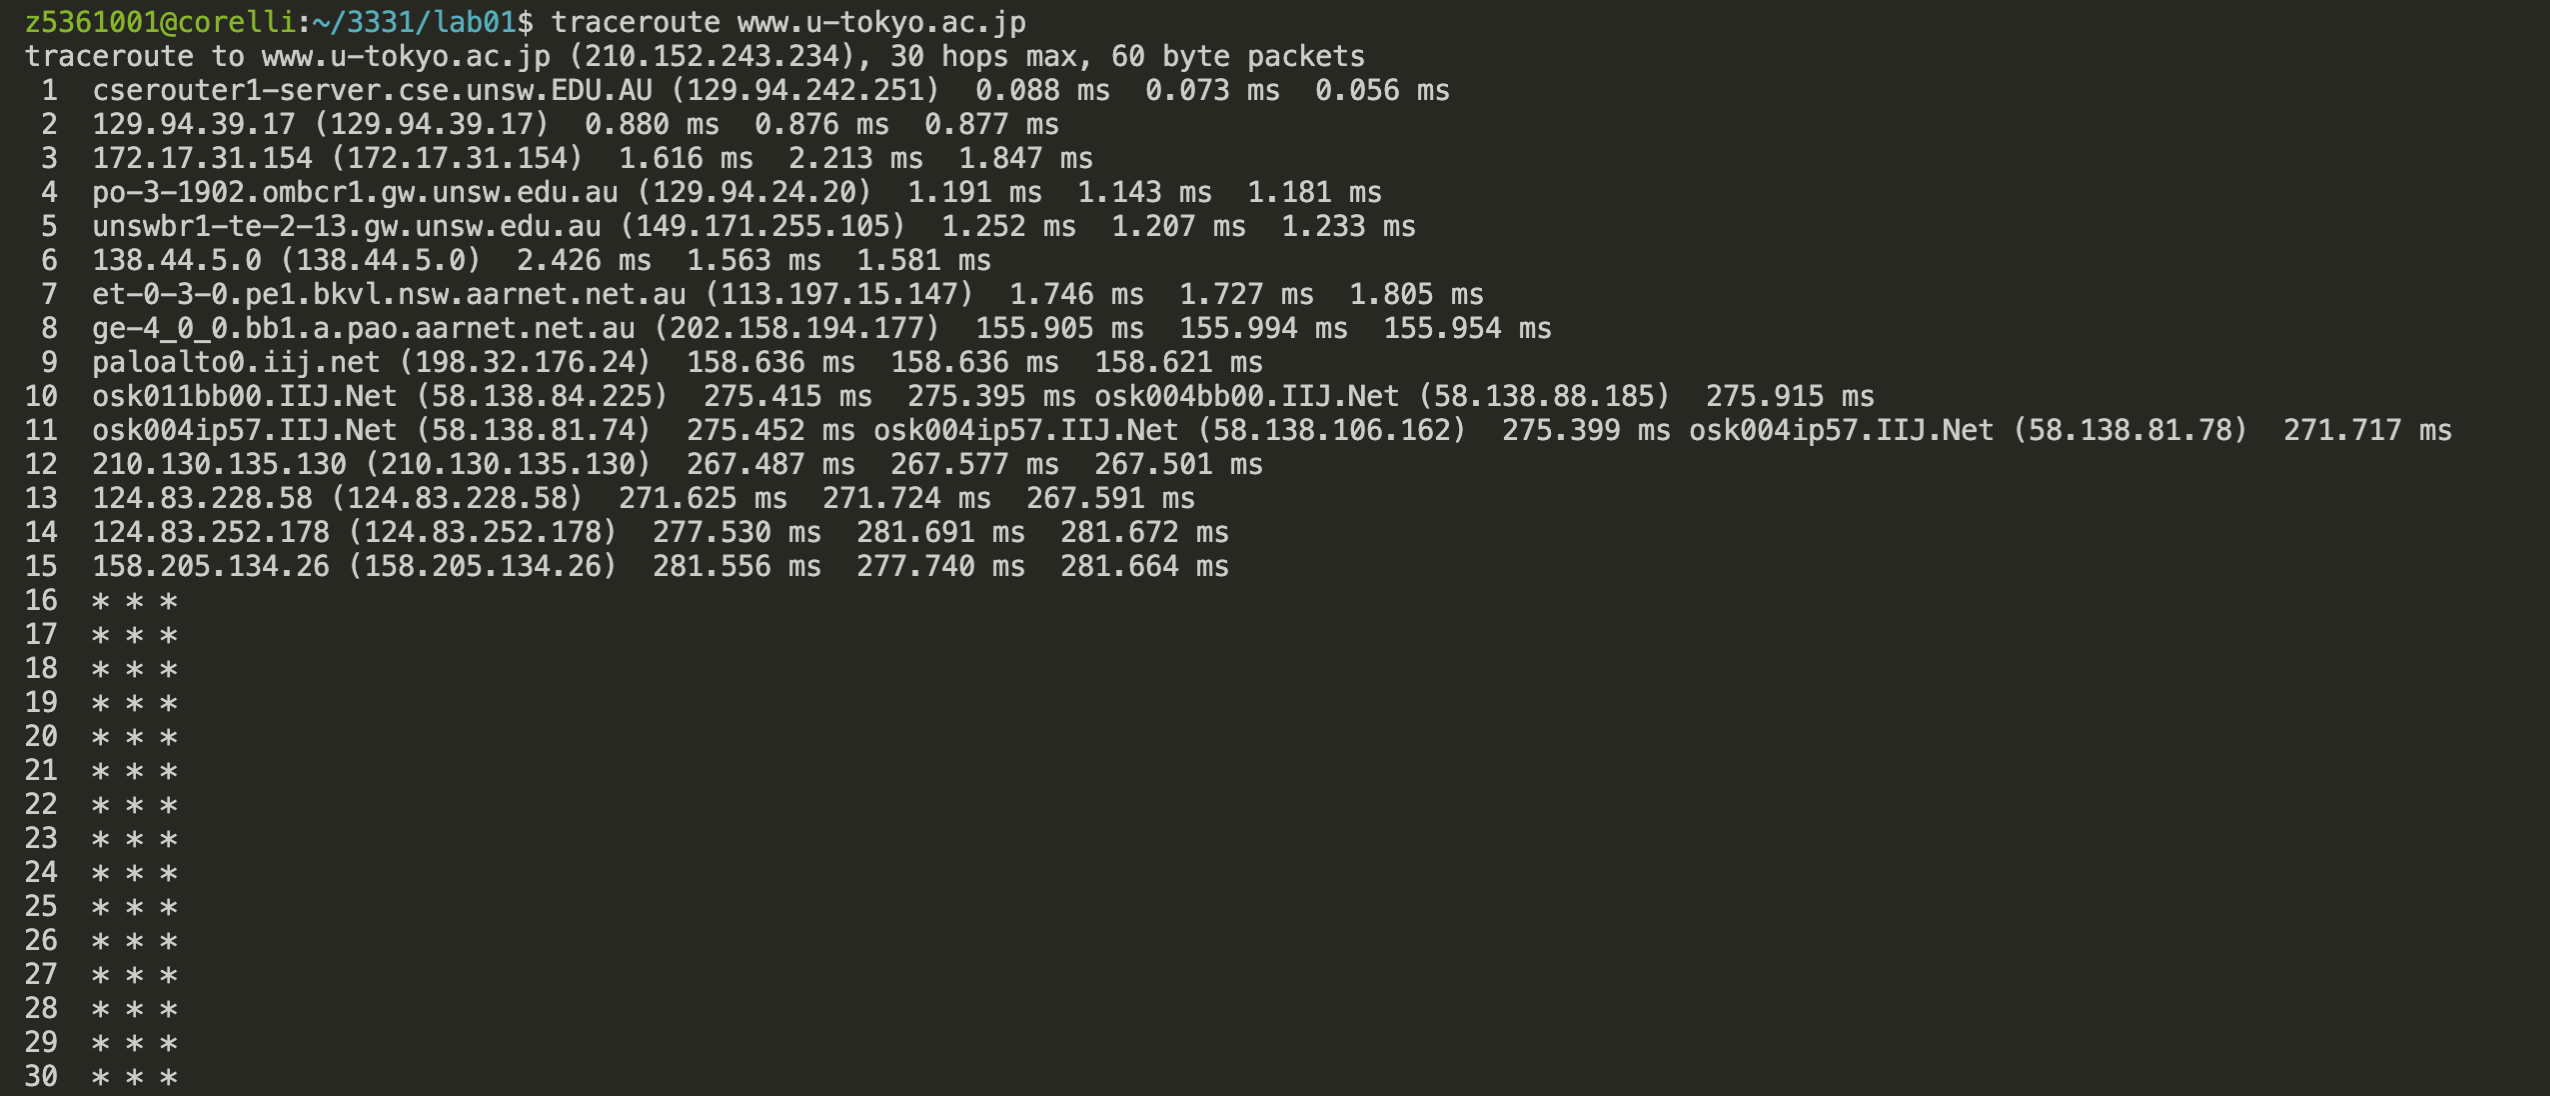 z5361001@corelli:~/3331/lab01$ traceroute www.u-tokyo.ac.jp
traceroute to www.u-tokyo.ac.jp (210.152.243.234), 30 hops max, 60 byte packets
 1  cserouter1-server.cse.unsw.EDU.AU (129.94.242.251)  0.088 ms  0.073 ms  0.056 ms
 2  129.94.39.17 (129.94.39.17)  0.880 ms  0.876 ms  0.877 ms
 3  172.17.31.154 (172.17.31.154)  1.616 ms  2.213 ms  1.847 ms
 4  po-3-1902.ombcr1.gw.unsw.edu.au (129.94.24.20)  1.191 ms  1.143 ms  1.181 ms
 5  unswbr1-te-2-13.gw.unsw.edu.au (149.171.255.105)  1.252 ms  1.207 ms  1.233 ms
 6  138.44.5.0 (138.44.5.0)  2.426 ms  1.563 ms  1.581 ms
 7  et-0-3-0.pe1.bkvl.nsw.aarnet.net.au (113.197.15.147)  1.746 ms  1.727 ms  1.805 ms
 8  ge-4_0_0.bb1.a.pao.aarnet.net.au (202.158.194.177)  155.905 ms  155.994 ms  155.954 ms
 9  paloalto0.iij.net (198.32.176.24)  158.636 ms  158.636 ms  158.621 ms
10  osk011bb00.IIJ.Net (58.138.84.225)  275.415 ms  275.395 ms osk004bb00.IIJ.Net (58.138.88.185)  275.915 ms
11  osk004ip57.IIJ.Net (58.138.81.74)  275.452 ms osk004ip57.IIJ.Net (58.138.106.162)  275.399 ms osk004ip57.IIJ.Net (58.138.81.78)  271.717 ms
12  210.130.135.130 (210.130.135.130)  267.487 ms  267.577 ms  267.501 ms
13  124.83.228.58 (124.83.228.58)  271.625 ms  271.724 ms  267.591 ms
14  124.83.252.178 (124.83.252.178)  277.530 ms  281.691 ms  281.672 ms
15  158.205.134.26 (158.205.134.26)  281.556 ms  277.740 ms  281.664 ms
16  * * *
17  * * *
18  * * *
19  * * *
20  * * *
21  * * *
22  * * *
23  * * *
24  * * *
25  * * *
26  * * *
27  * * *
28  * * *
29  * * *
30  * * *